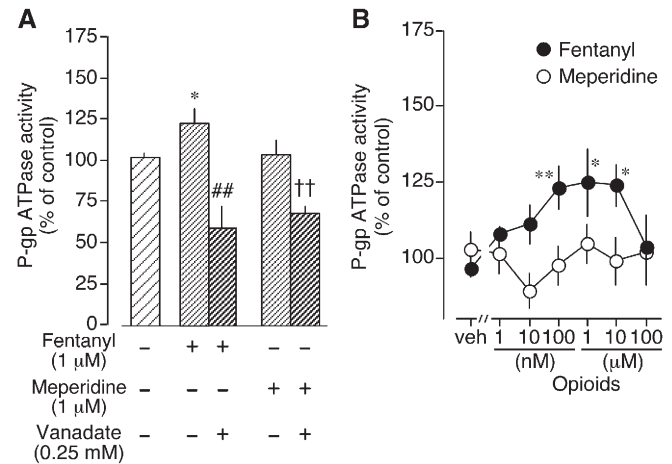 A
P-gp ATPase activity
(% of control)
175
150
125
100
75
50
25
0
*
##
††
Fentanyl
(1 μM)
– + + – –
Meperidine
(1 μM)
– – – + +
Vanadate
(0.25 mM)
– – + – +
B
P-gp ATPase activity
(% of control)
175
150
125
100
Fentanyl
Meperidine
** * *
veh 1 10 100 1 10 100
(nM) (μM)
Opioids